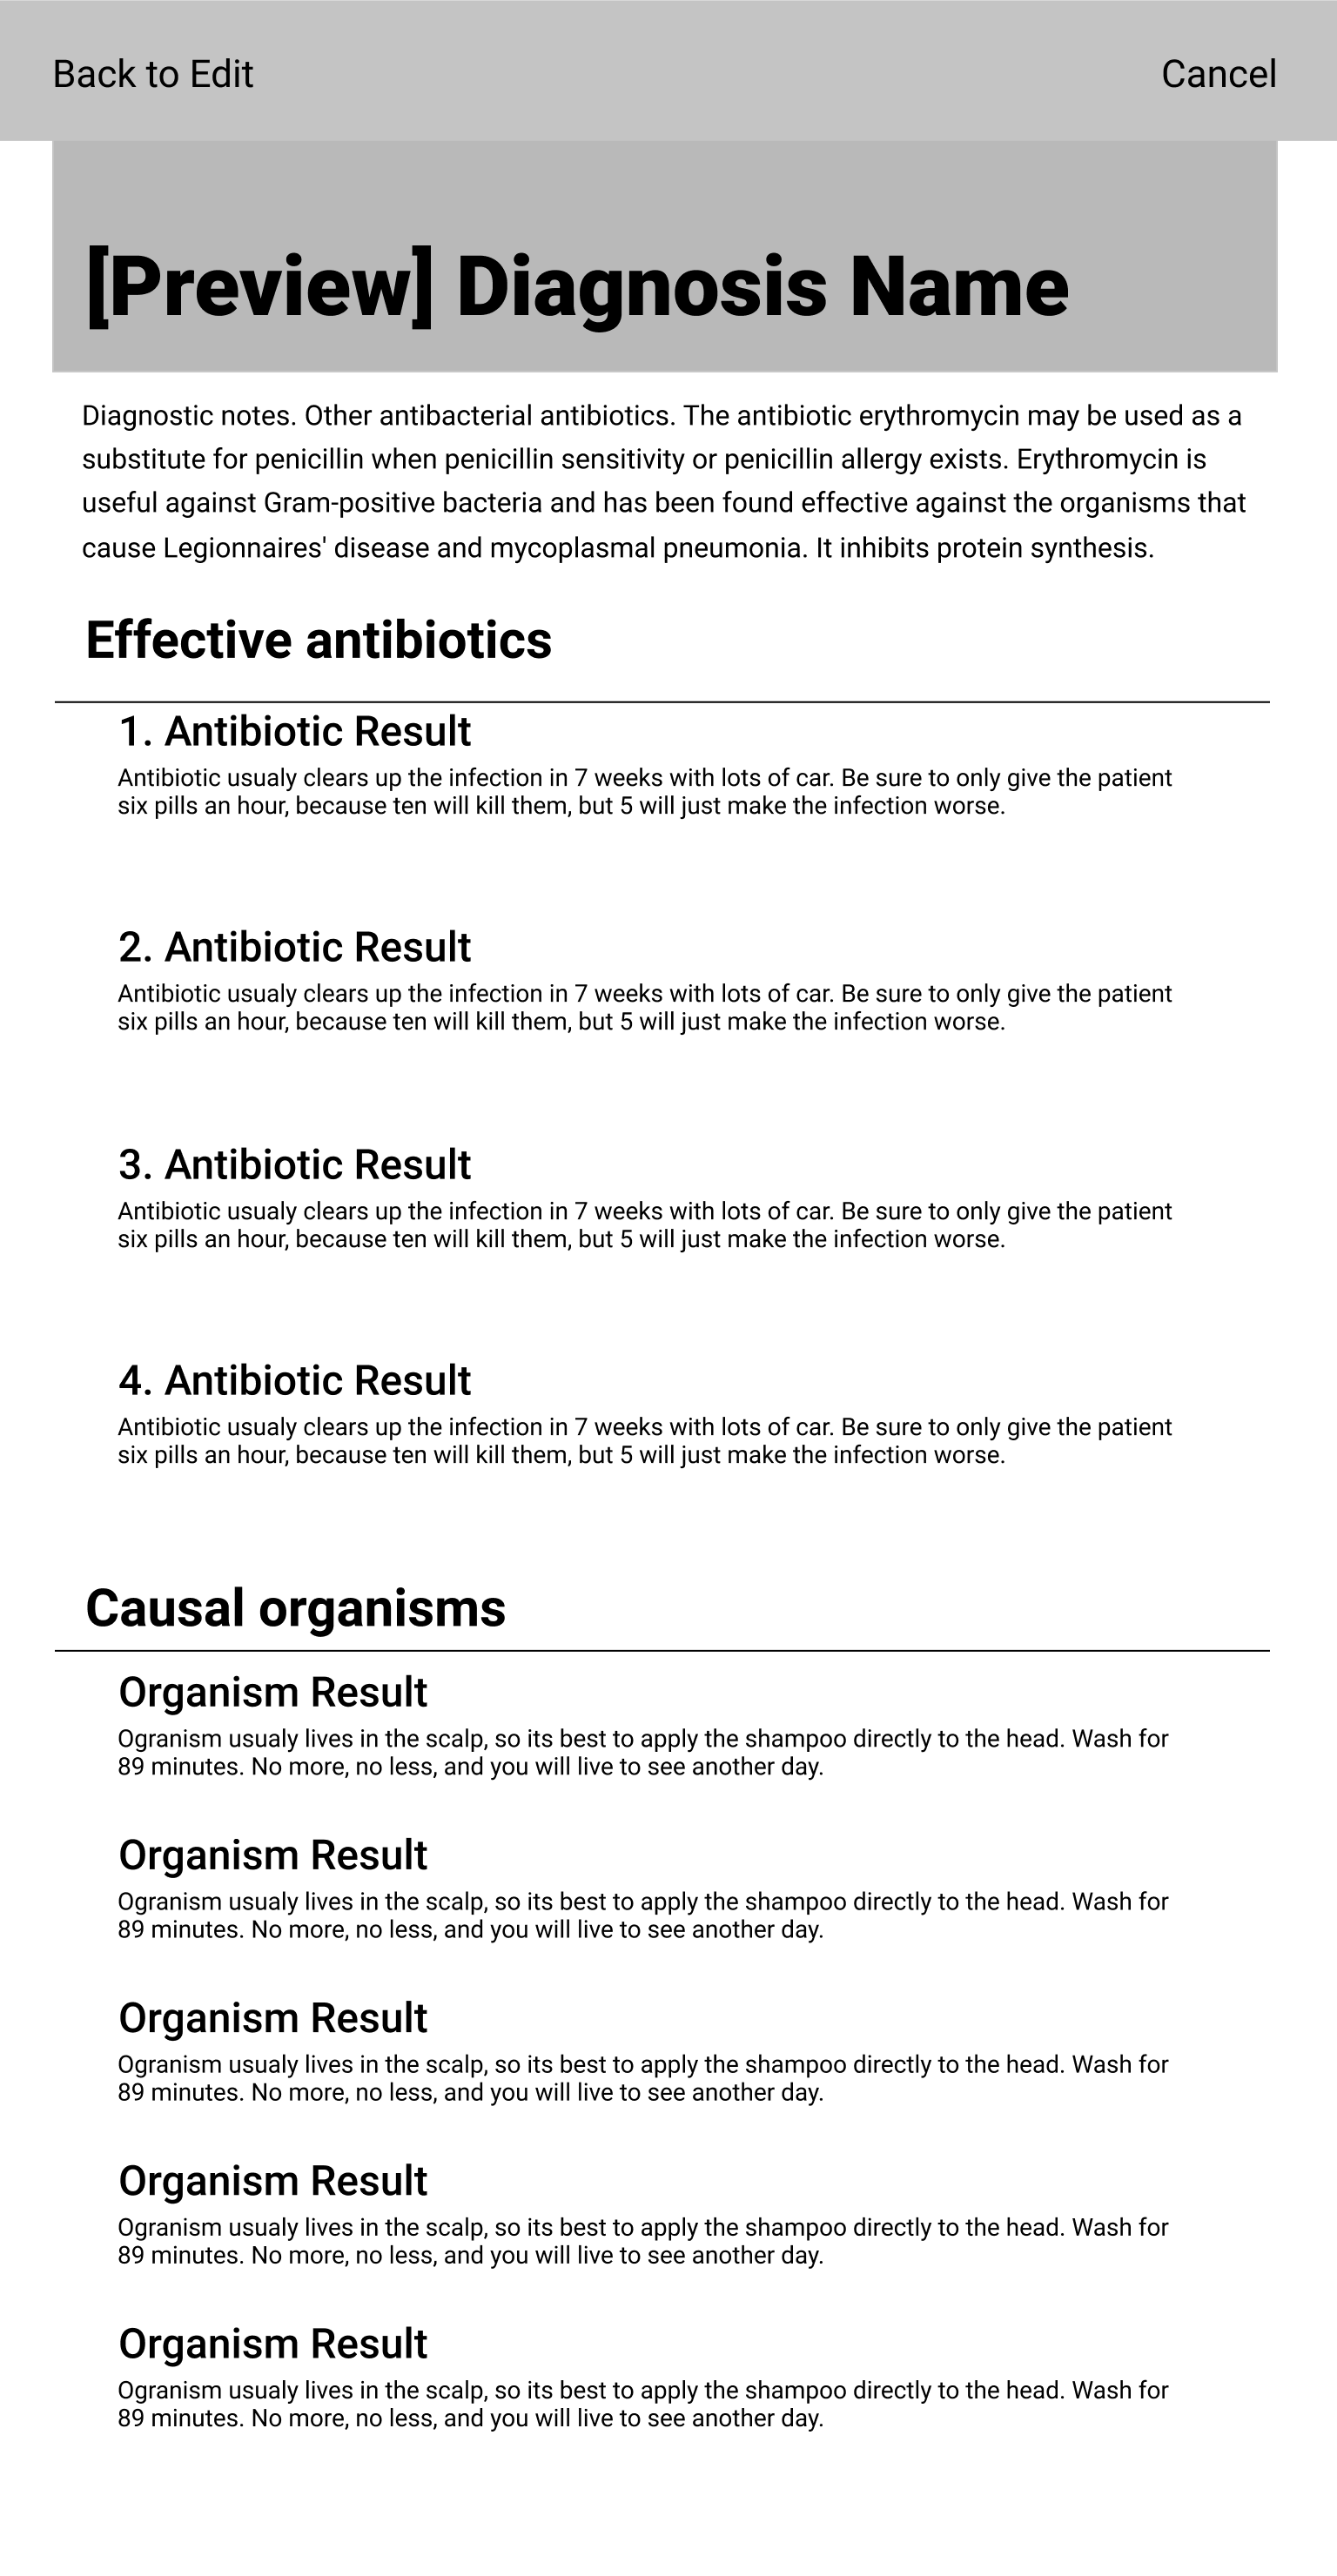 Back to Edit
Cancel
[Preview] Diagnosis Name
Diagnostic notes. Other antibacterial antibiotics. The antibiotic erythromycin may be used as a
substitute for penicillin when penicillin sensitivity or penicillin allergy exists. Erythromycin is
useful against Gram-positive bacteria and has been found effective against the organisms that
cause Legionnaires' disease and mycoplasmal pneumonia. It inhibits protein synthesis.
Effective antibiotics
1. Antibiotic Result
Antibiotic usualy clears up the infection in 7 weeks with lots of car. Be sure to only give the patient
six pills an hour, because ten will kill them, but 5 will just make the infection worse.
2. Antibiotic Result
Antibiotic usualy clears up the infection in 7 weeks with lots of car. Be sure to only give the patient
six pills an hour, because ten will kill them, but 5 will just make the infection worse.
3. Antibiotic Result
Antibiotic usualy clears up the infection in 7 weeks with lots of car. Be sure to only give the patient
six pills an hour, because ten will kill them, but 5 will just make the infection worse.
4. Antibiotic Result
Antibiotic usualy clears up the infection in 7 weeks with lots of car. Be sure to only give the patient
six pills an hour, because ten will kill them, but 5 will just make the infection worse.
Causal organisms
Organism Result
Ogranism usualy lives in the scalp, so its best to apply the shampoo directly to the head. Wash for
89 minutes. No more, no less, and you will live to see another day.
Organism Result
Ogranism usualy lives in the scalp, so its best to apply the shampoo directly to the head. Wash for
89 minutes. No more, no less, and you will live to see another day.
Organism Result
Ogranism usualy lives in the scalp, so its best to apply the shampoo directly to the head. Wash for
89 minutes. No more, no less, and you will live to see another day.
Organism Result
Ogranism usualy lives in the scalp, so its best to apply the shampoo directly to the head. Wash for
89 minutes. No more, no less, and you will live to see another day.
Organism Result
Ogranism usualy lives in the scalp, so its best to apply the shampoo directly to the head. Wash for
89 minutes. No more, no less, and you will live to see another day.